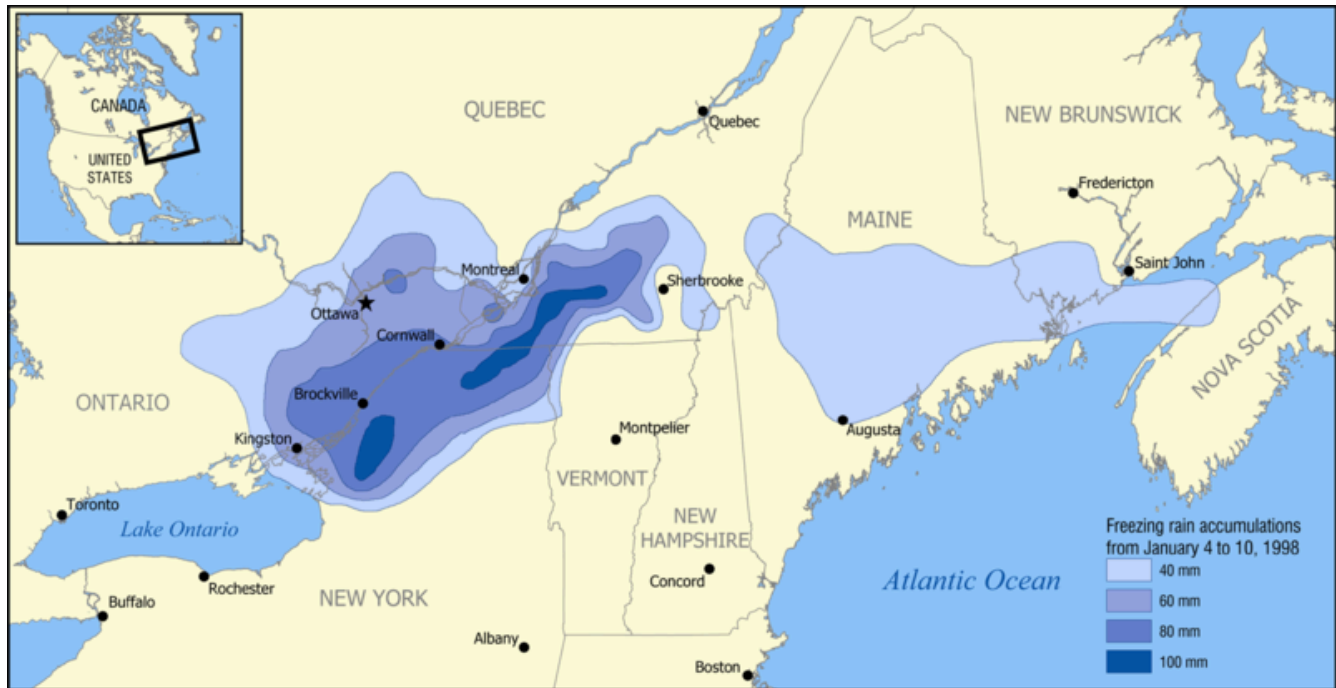 CANADA
UNITED
STATES
QUEBEC
Quebec
NEW BRUNSWICK
Fredericton
MAINE
Saint John
Montreal
Sherbrooke
Ottawa
Cornwall
NOVA SCOTIA
ONTARIO
Brockville
Kingston
Montpelier
Augusta
VERMONT
Toronto
Lake Ontario
NEW
HAMPSHIRE
Concord
Rochester
Buffalo
NEW YORK
Albany
Boston
Atlantic Ocean
Freezing rain accumulations
from January 4 to 10, 1998
40 mm
60 mm
80 mm
100 mm